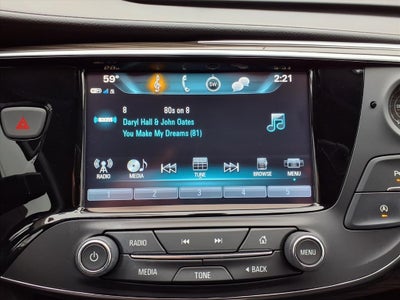 59°
SW
2:21
8 80s on 8
Daryl Hall & John Oates
You Make My Dreams (81)
RADIO MEDIA TUNE BROWSE MENU
1 2 3 4 5
RADIO
MENU
MEDIA TONE BACK